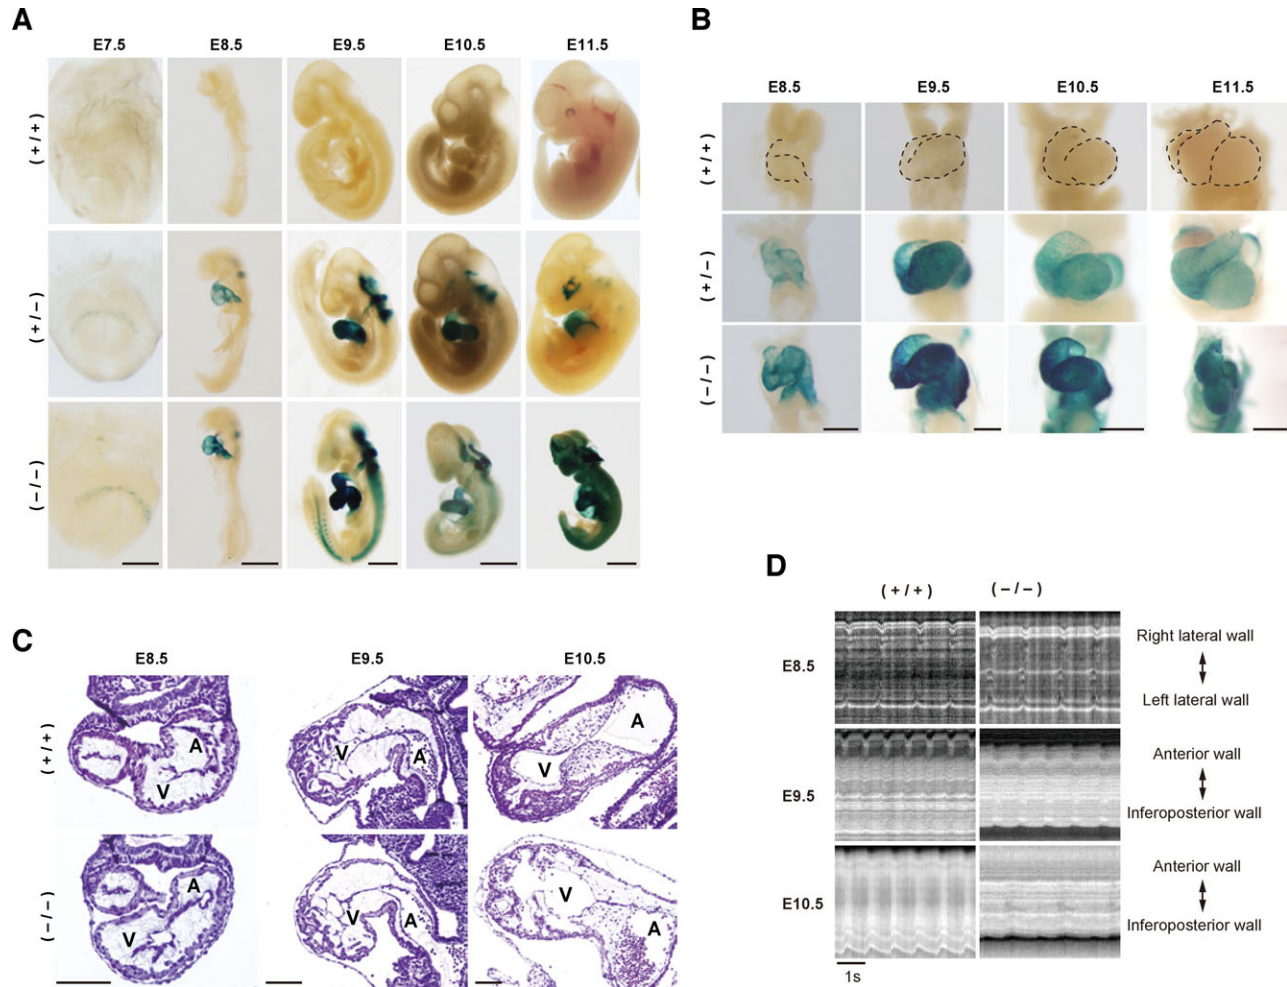 A
E7.5 E8.5 E9.5 E10.5 E11.5
( + / + )
( + / – )
( – / – )
B
E8.5 E9.5 E10.5 E11.5
( + / + )
( + / – )
( – / – )
C
E8.5 E9.5 E10.5
( + / + )
A V V A A V
( – / – )
A V V A V A
D
( + / + ) ( – / – )
E8.5
Right lateral wall
Left lateral wall
E9.5
Anterior wall
Inferoposterior wall
E10.5
Anterior wall
Inferoposterior wall
1s